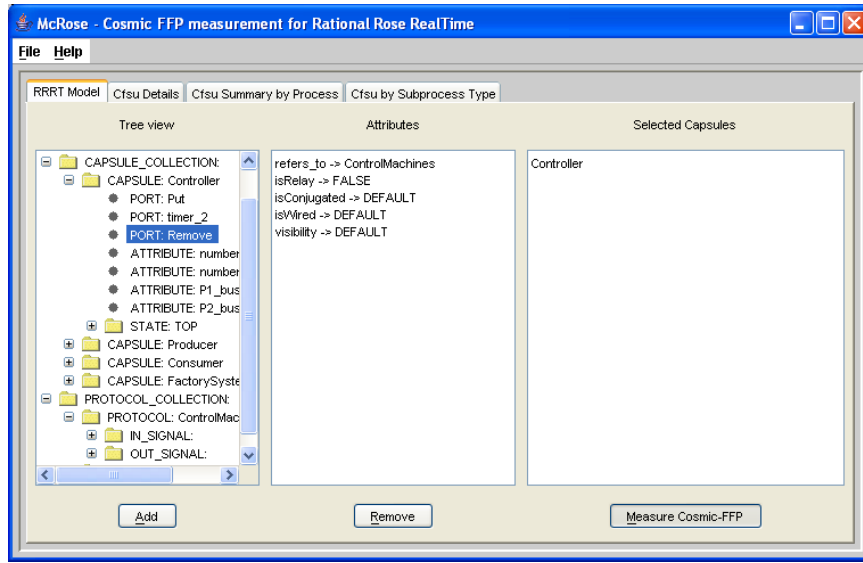 McRose - Cosmic FFP measurement for Rational Rose RealTime
File Help
RRRT Model Cfsu Details Cfsu Summary by Process Cfsu by Subprocess Type
Tree view Attributes Selected Capsules
CAPSULE_COLLECTION:
CAPSULE: Controller
PORT: Put
PORT: timer_2
PORT: Remove
ATTRIBUTE: number
ATTRIBUTE: number
ATTRIBUTE: P1_bus
ATTRIBUTE: P2_bus
STATE: TOP
CAPSULE: Producer
CAPSULE: Consumer
CAPSULE: FactorySyste
PROTOCOL_COLLECTION:
PROTOCOL: ControlMac
IN_SIGNAL:
OUT_SIGNAL:
refers_to -> ControlMachines
isRelay -> FALSE
isConjugated -> DEFAULT
isWired -> DEFAULT
visibility -> DEFAULT
Controller
Add Remove Measure Cosmic-FFP